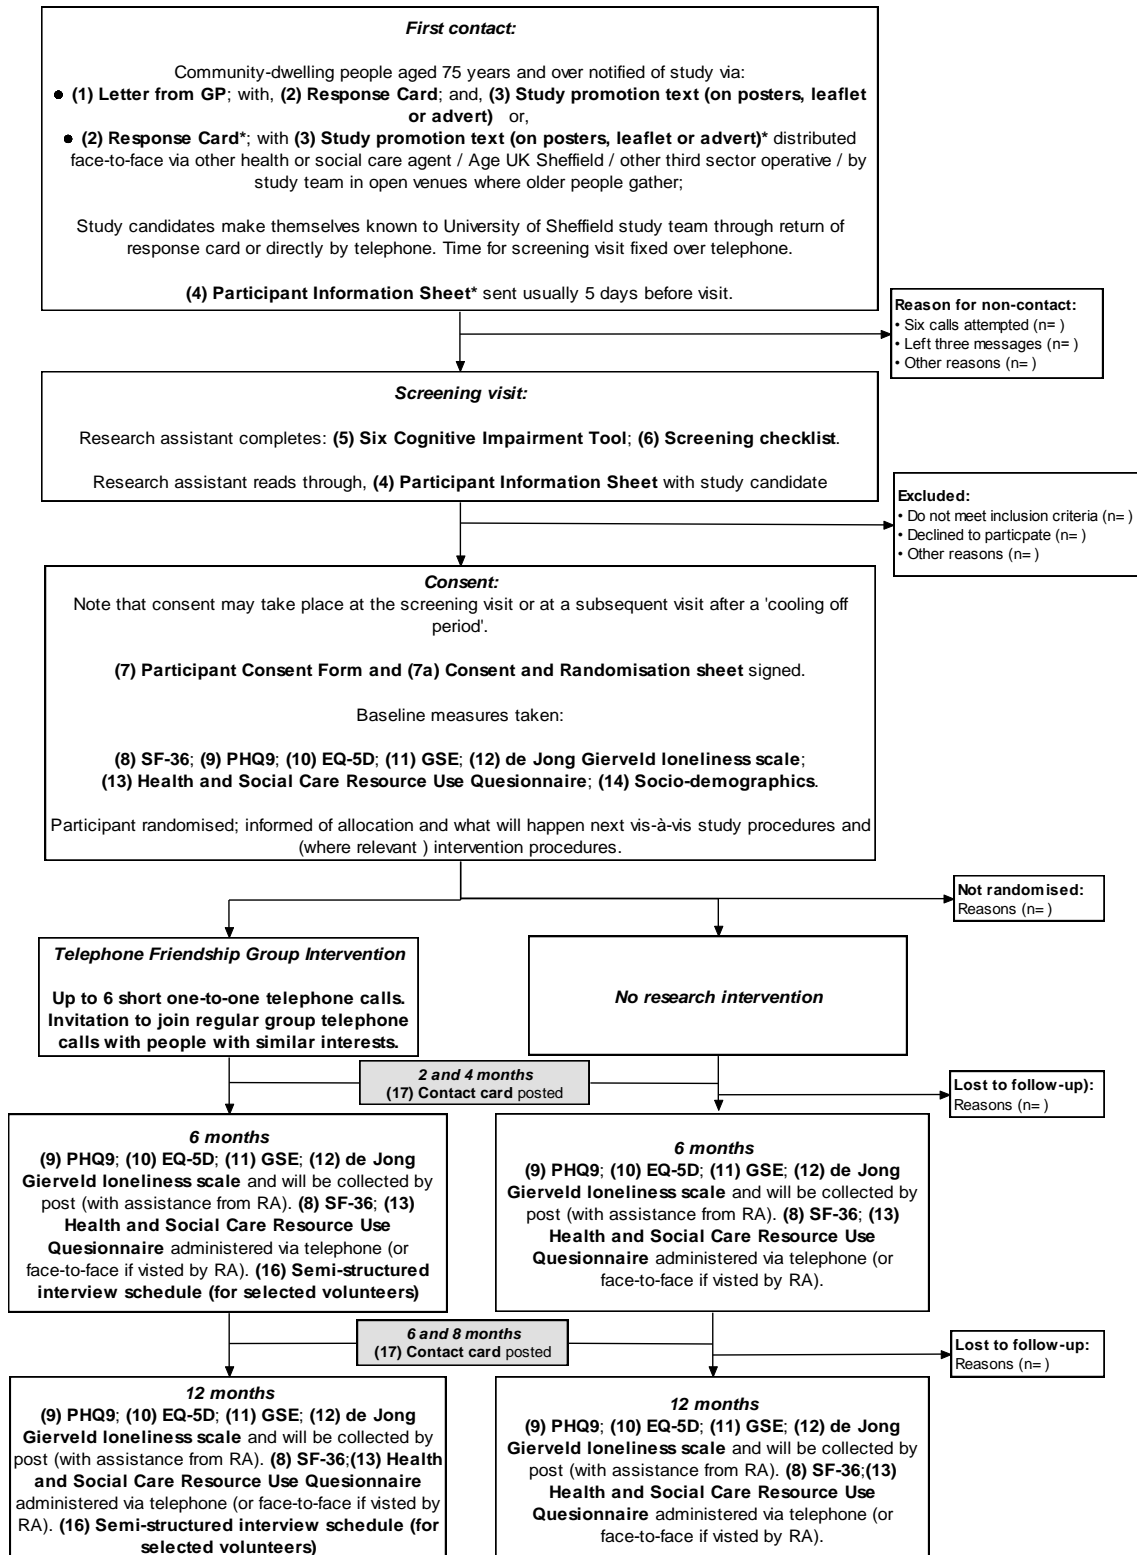 First contact:
Community-dwelling people aged 75 years and over notified of study via:
● (1) Letter from GP; with, (2) Response Card; and, (3) Study promotion text (on posters, leaflet
or advert) or,
● (2) Response Card*; with (3) Study promotion text (on posters, leaflet or advert)* distributed
face-to-face via other health or social care agent / Age UK Sheffield / other third sector operative / by
study team in open venues where older people gather;
Study candidates make themselves known to University of Sheffield study team through return of
response card or directly by telephone. Time for screening visit fixed over telephone.
(4) Participant Information Sheet* sent usually 5 days before visit.
Reason for non-contact:
• Six calls attempted (n= )
• Left three messages (n= )
• Other reasons (n= )
Screening visit:
Research assistant completes: (5) Six Cognitive Impairment Tool; (6) Screening checklist.
Research assistant reads through, (4) Participant Information Sheet with study candidate
Excluded:
• Do not meet inclusion criteria (n= )
• Declined to particpate (n= )
• Other reasons (n= )
Consent:
Note that consent may take place at the screening visit or at a subsequent visit after a 'cooling off
period'.
(7) Participant Consent Form and (7a) Consent and Randomisation sheet signed.
Baseline measures taken:
(8) SF-36; (9) PHQ9; (10) EQ-5D; (11) GSE; (12) de Jong Gierveld loneliness scale;
(13) Health and Social Care Resource Use Quesionnaire; (14) Socio-demographics.
Participant randomised; informed of allocation and what will happen next vis-à-vis study procedures and
(where relevant ) intervention procedures.
Not randomised:
Reasons (n= )
Telephone Friendship Group Intervention
Up to 6 short one-to-one telephone calls.
Invitation to join regular group telephone
calls with people with similar interests.
No research intervention
2 and 4 months
(17) Contact card posted
Lost to follow-up):
Reasons (n= )
6 months
(9) PHQ9; (10) EQ-5D; (11) GSE; (12) de Jong
Gierveld loneliness scale and will be collected by
post (with assistance from RA). (8) SF-36; (13)
Health and Social Care Resource Use
Quesionnaire administered via telephone (or
face-to-face if visted by RA). (16) Semi-structured
interview schedule (for selected volunteers)
6 months
(9) PHQ9; (10) EQ-5D; (11) GSE; (12) de Jong
Gierveld loneliness scale and will be collected by
post (with assistance from RA). (8) SF-36; (13)
Health and Social Care Resource Use
Quesionnaire administered via telephone (or
face-to-face if visted by RA).
6 and 8 months
(17) Contact card posted
Lost to follow-up:
Reasons (n= )
12 months
(9) PHQ9; (10) EQ-5D; (11) GSE; (12) de Jong
Gierveld loneliness scale and will be collected by
post (with assistance from RA). (8) SF-36;(13) Health
and Social Care Resource Use Quesionnaire
administered via telephone (or face-to-face if visted by
RA). (16) Semi-structured interview schedule (for
selected volunteers)
12 months
(9) PHQ9; (10) EQ-5D; (11) GSE; (12) de Jong
Gierveld loneliness scale and will be collected by
post (with assistance from RA). (8) SF-36;(13)
Health and Social Care Resource Use
Quesionnaire administered via telephone (or
face-to-face if visted by RA).